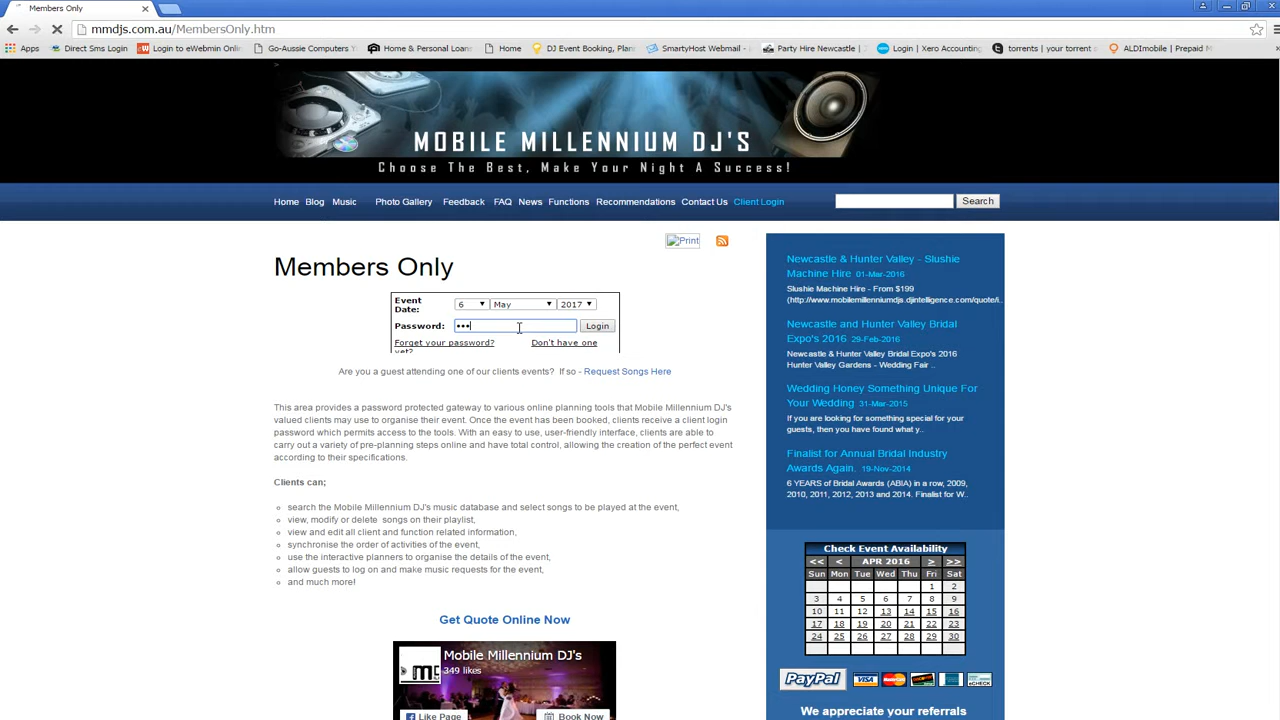 Members Only
mmdjs.com.au/MembersOnly.htm
Apps Direct Sms Login Login to eWebmin Onli Go-Aussie Computers Y Home & Personal Loan Home DJ Event Booking, Plan SmartyHost Webmail - Party Hire Newcastle | Login | Xero Accounting torrents | your torrent s ALDImobile | Prepaid M
>
MOBILE MILLENNIUM DJ'S
Choose The Best, Make Your Night A Success!
Home Blog Music Photo Gallery Feedback FAQ News Functions Recommendations Contact Us Client Login Search
Print
Members Only
Event Date: 6 May 2017
Password: ••• Login
Forget your password? Don't have one
yet?
Are you a guest attending one of our clients events? If so - Request Songs Here
This area provides a password protected gateway to various online planning tools that Mobile Millennium DJ's
valued clients may use to organise their event. Once the event has been booked, clients receive a client login
password which permits access to the tools. With an easy to use, user-friendly interface, clients are able to
carry out a variety of pre-planning steps online and have total control, allowing the creation of the perfect event
according to their specifications.
Clients can;
search the Mobile Millennium DJ's music database and select songs to be played at the event,
view, modify or delete songs on their playlist,
view and edit all client and function related information,
synchronise the order of activities of the event,
use the interactive planners to organise the details of the event,
allow guests to log on and make music requests for the event,
and much more!
Get Quote Online Now
Mobile Millennium DJ's
349 likes
Like Page Book Now
Newcastle & Hunter Valley - Slushie
Machine Hire 01-Mar-2016
Slushie Machine Hire - From $199
(http://www.mobilemillenniumdjs.djintelligence.com/quote/i..
Newcastle and Hunter Valley Bridal
Expo's 2016 29-Feb-2016
Newcastle & Hunter Valley Bridal Expo's 2016
Hunter Valley Gardens - Wedding Fair ..
Wedding Honey Something Unique For
Your Wedding 31-Mar-2015
If you are looking for something special for your
guests, then you have found what y..
Finalist for Annual Bridal Industry
Awards Again. 19-Nov-2014
6 YEARS of Bridal Awards (ABIA) in a row, 2009,
2010, 2011, 2012, 2013 and 2014. Finalist for W..
Check Event Availability
<< < APR 2016 > >>
Sun Mon Tue Wed Thu Fri Sat
1 2
3 4 5 6 7 8 9
10 11 12 13 14 15 16
17 18 19 20 21 22 23
24 25 26 27 28 29 30
PayPal VISA eCHECK
We appreciate your referrals